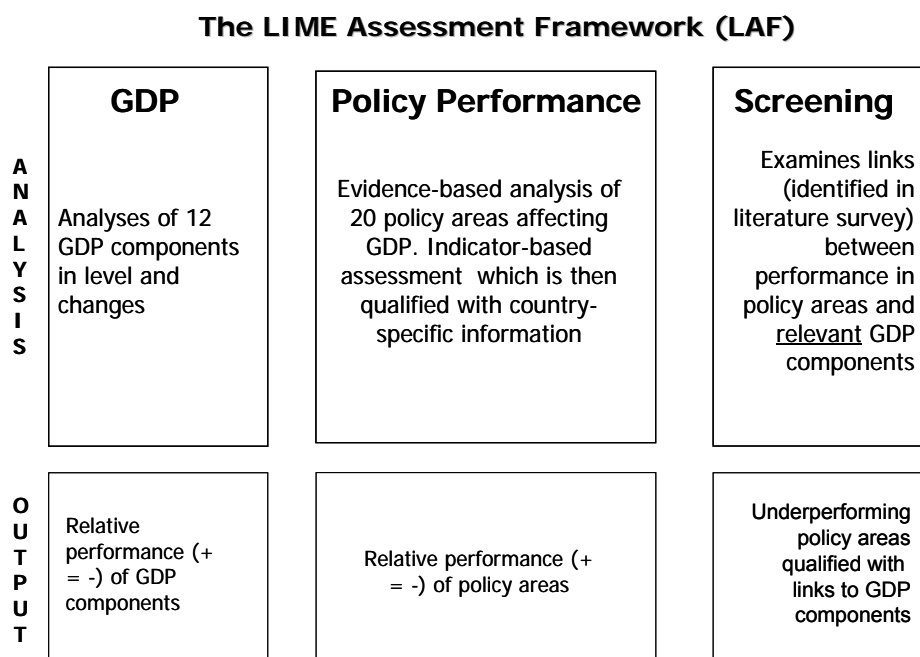 The LIME Assessment Framework (LAF)
GDP
Policy Performance
Screening
ANALYSIS
Analyses of 12
GDP components
in level and
changes
Evidence-based analysis of
20 policy areas affecting
GDP. Indicator-based
assessment which is then
qualified with country-
specific information
Examines links
(identified in
literature survey)
between
performance in
policy areas and
relevant GDP
components
OUTPUT
Relative
performance (+
= -) of GDP
components
Relative performance (+
= -) of policy areas
Underperforming
policy areas
qualified with
links to GDP
components